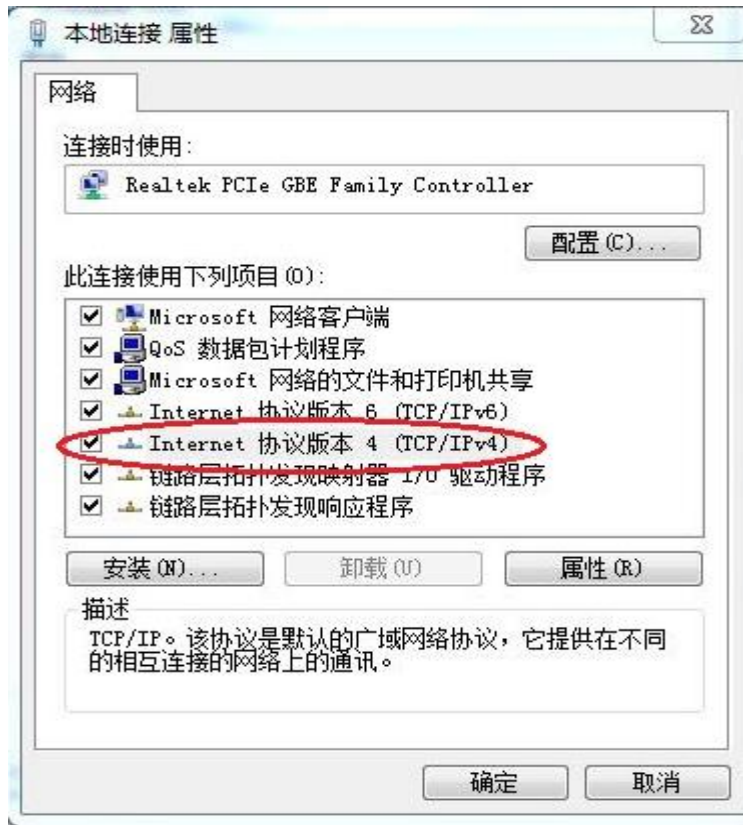 本地连接 属性
网络
连接时使用:
Realtek PCIe GBE Family Controller
配置(C)...
此连接使用下列项目(O):
Microsoft 网络客户端
QoS 数据包计划程序
Microsoft 网络的文件和打印机共享
Internet 协议版本 6 (TCP/IPv6)
Internet 协议版本 4 (TCP/IPv4)
链路层拓扑发现映射器 I/O 驱动程序
链路层拓扑发现响应程序
安装(N)... 卸载(U) 属性(R)
描述
TCP/IP。该协议是默认的广域网络协议，它提供在不同
的相互连接的网络上的通讯。
确定 取消